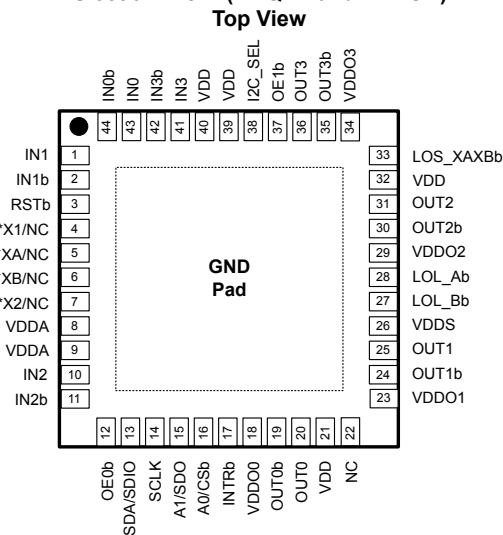 Top View
IN0b
IN0
IN3b
IN3
VDD
VDD
I2C_SEL
OE1b
OUT3
OUT3b
VDDO3
44
43
42
41
40
39
38
37
36
35
34
IN1 1
IN1b 2
RSTb 3
*X1/NC 4
*XA/NC 5
*XB/NC 6
*X2/NC 7
VDDA 8
VDDA 9
IN2 10
IN2b 11
GND
Pad
33 LOS_XAXBb
32 VDD
31 OUT2
30 OUT2b
29 VDDO2
28 LOL_Ab
27 LOL_Bb
26 VDDS
25 OUT1
24 OUT1b
23 VDDO1
12
13
14
15
16
17
18
19
20
21
22
OE0b
SDA/SDIO
SCLK
A1/SDO
A0/CSb
INTRb
VDDO0
OUT0b
OUT0
VDD
NC